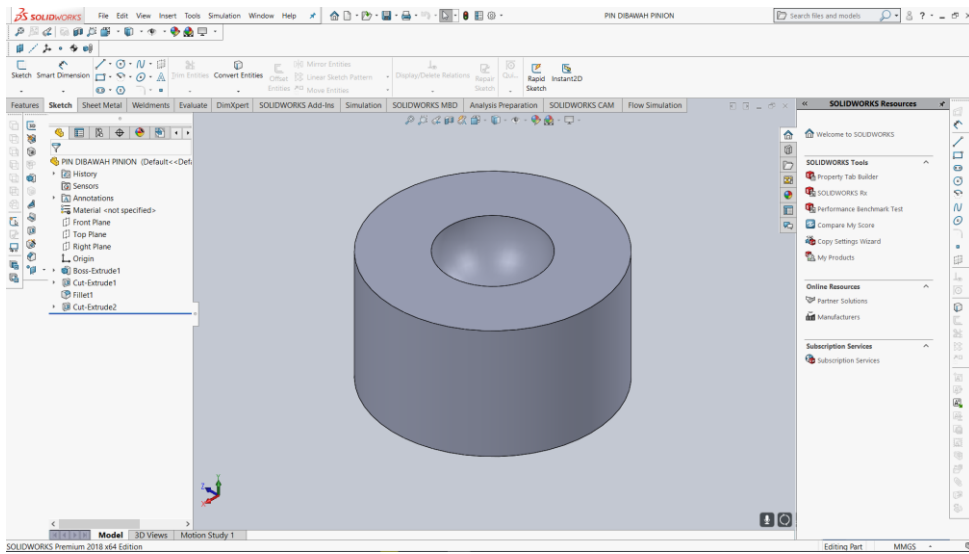 SOLIDWORKS File Edit View Insert Tools Simulation Window Help PIN DIBAWAH PINION Search files and models
Sketch Smart Dimension Trim Entities Convert Entities Offset Entities Mirror Entities Linear Sketch Pattern Move Entities Display/Delete Relations Repair Sketch Qui... Rapid Sketch Instant2D
Features Sketch Sheet Metal Weldments Evaluate DimXpert SOLIDWORKS Add-Ins Simulation SOLIDWORKS MBD Analysis Preparation SOLIDWORKS CAM Flow Simulation
PIN DIBAWAH PINION (Default<<Defa
History
Sensors
Annotations
Material <not specified>
Front Plane
Top Plane
Right Plane
Origin
Boss-Extrude1
Cut-Extrude1
Fillet1
Cut-Extrude2
SOLIDWORKS Resources
Welcome to SOLIDWORKS
SOLIDWORKS Tools
Property Tab Builder
SOLIDWORKS Rx
Performance Benchmark Test
Compare My Score
Copy Settings Wizard
My Products
Online Resources
Partner Solutions
Manufacturers
Subscription Services
Subscription Services
Model 3D Views Motion Study 1
SOLIDWORKS Premium 2018 x64 Edition Editing Part MMGS